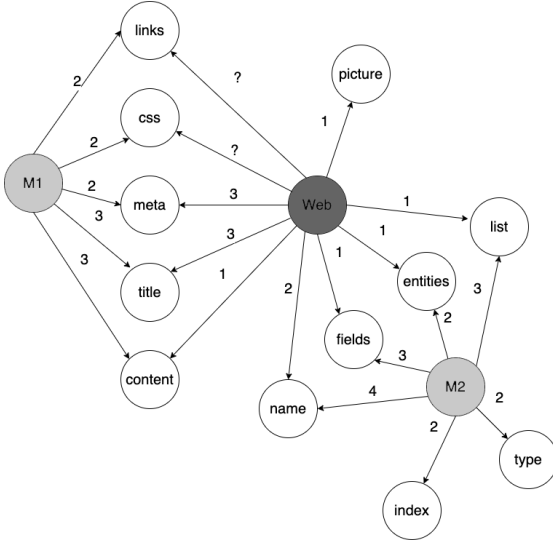 links
picture
2
?
1
css
2
?
M1
2
meta
3
Web
1
3
list
3
title
1
1
3
1
entities
3
2
2
fields
3
M2
content
name
4
2
2
type
index